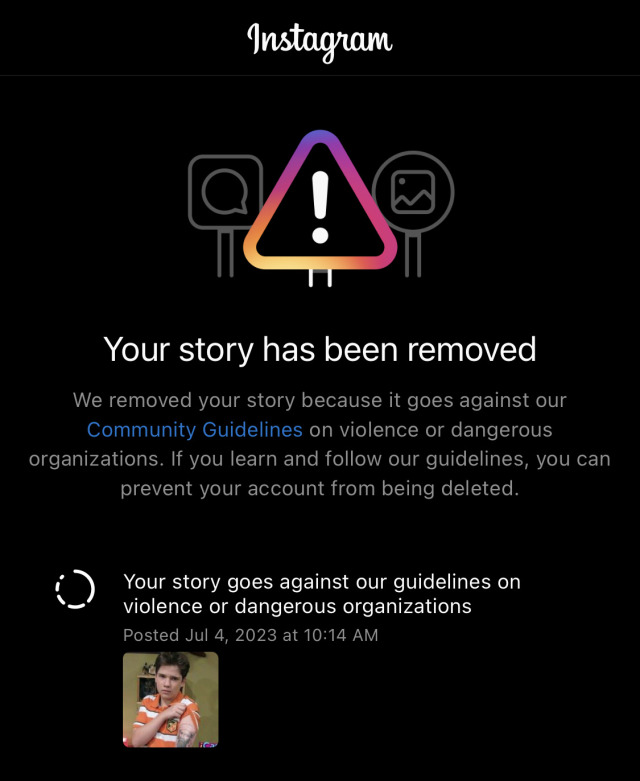 Instagram
Your story has been removed
We removed your story because it goes against our
Community Guidelines on violence or dangerous
organizations. If you learn and follow our guidelines, you can
prevent your account from being deleted.
Your story goes against our guidelines on
violence or dangerous organizations
Posted Jul 4, 2023 at 10:14 AM